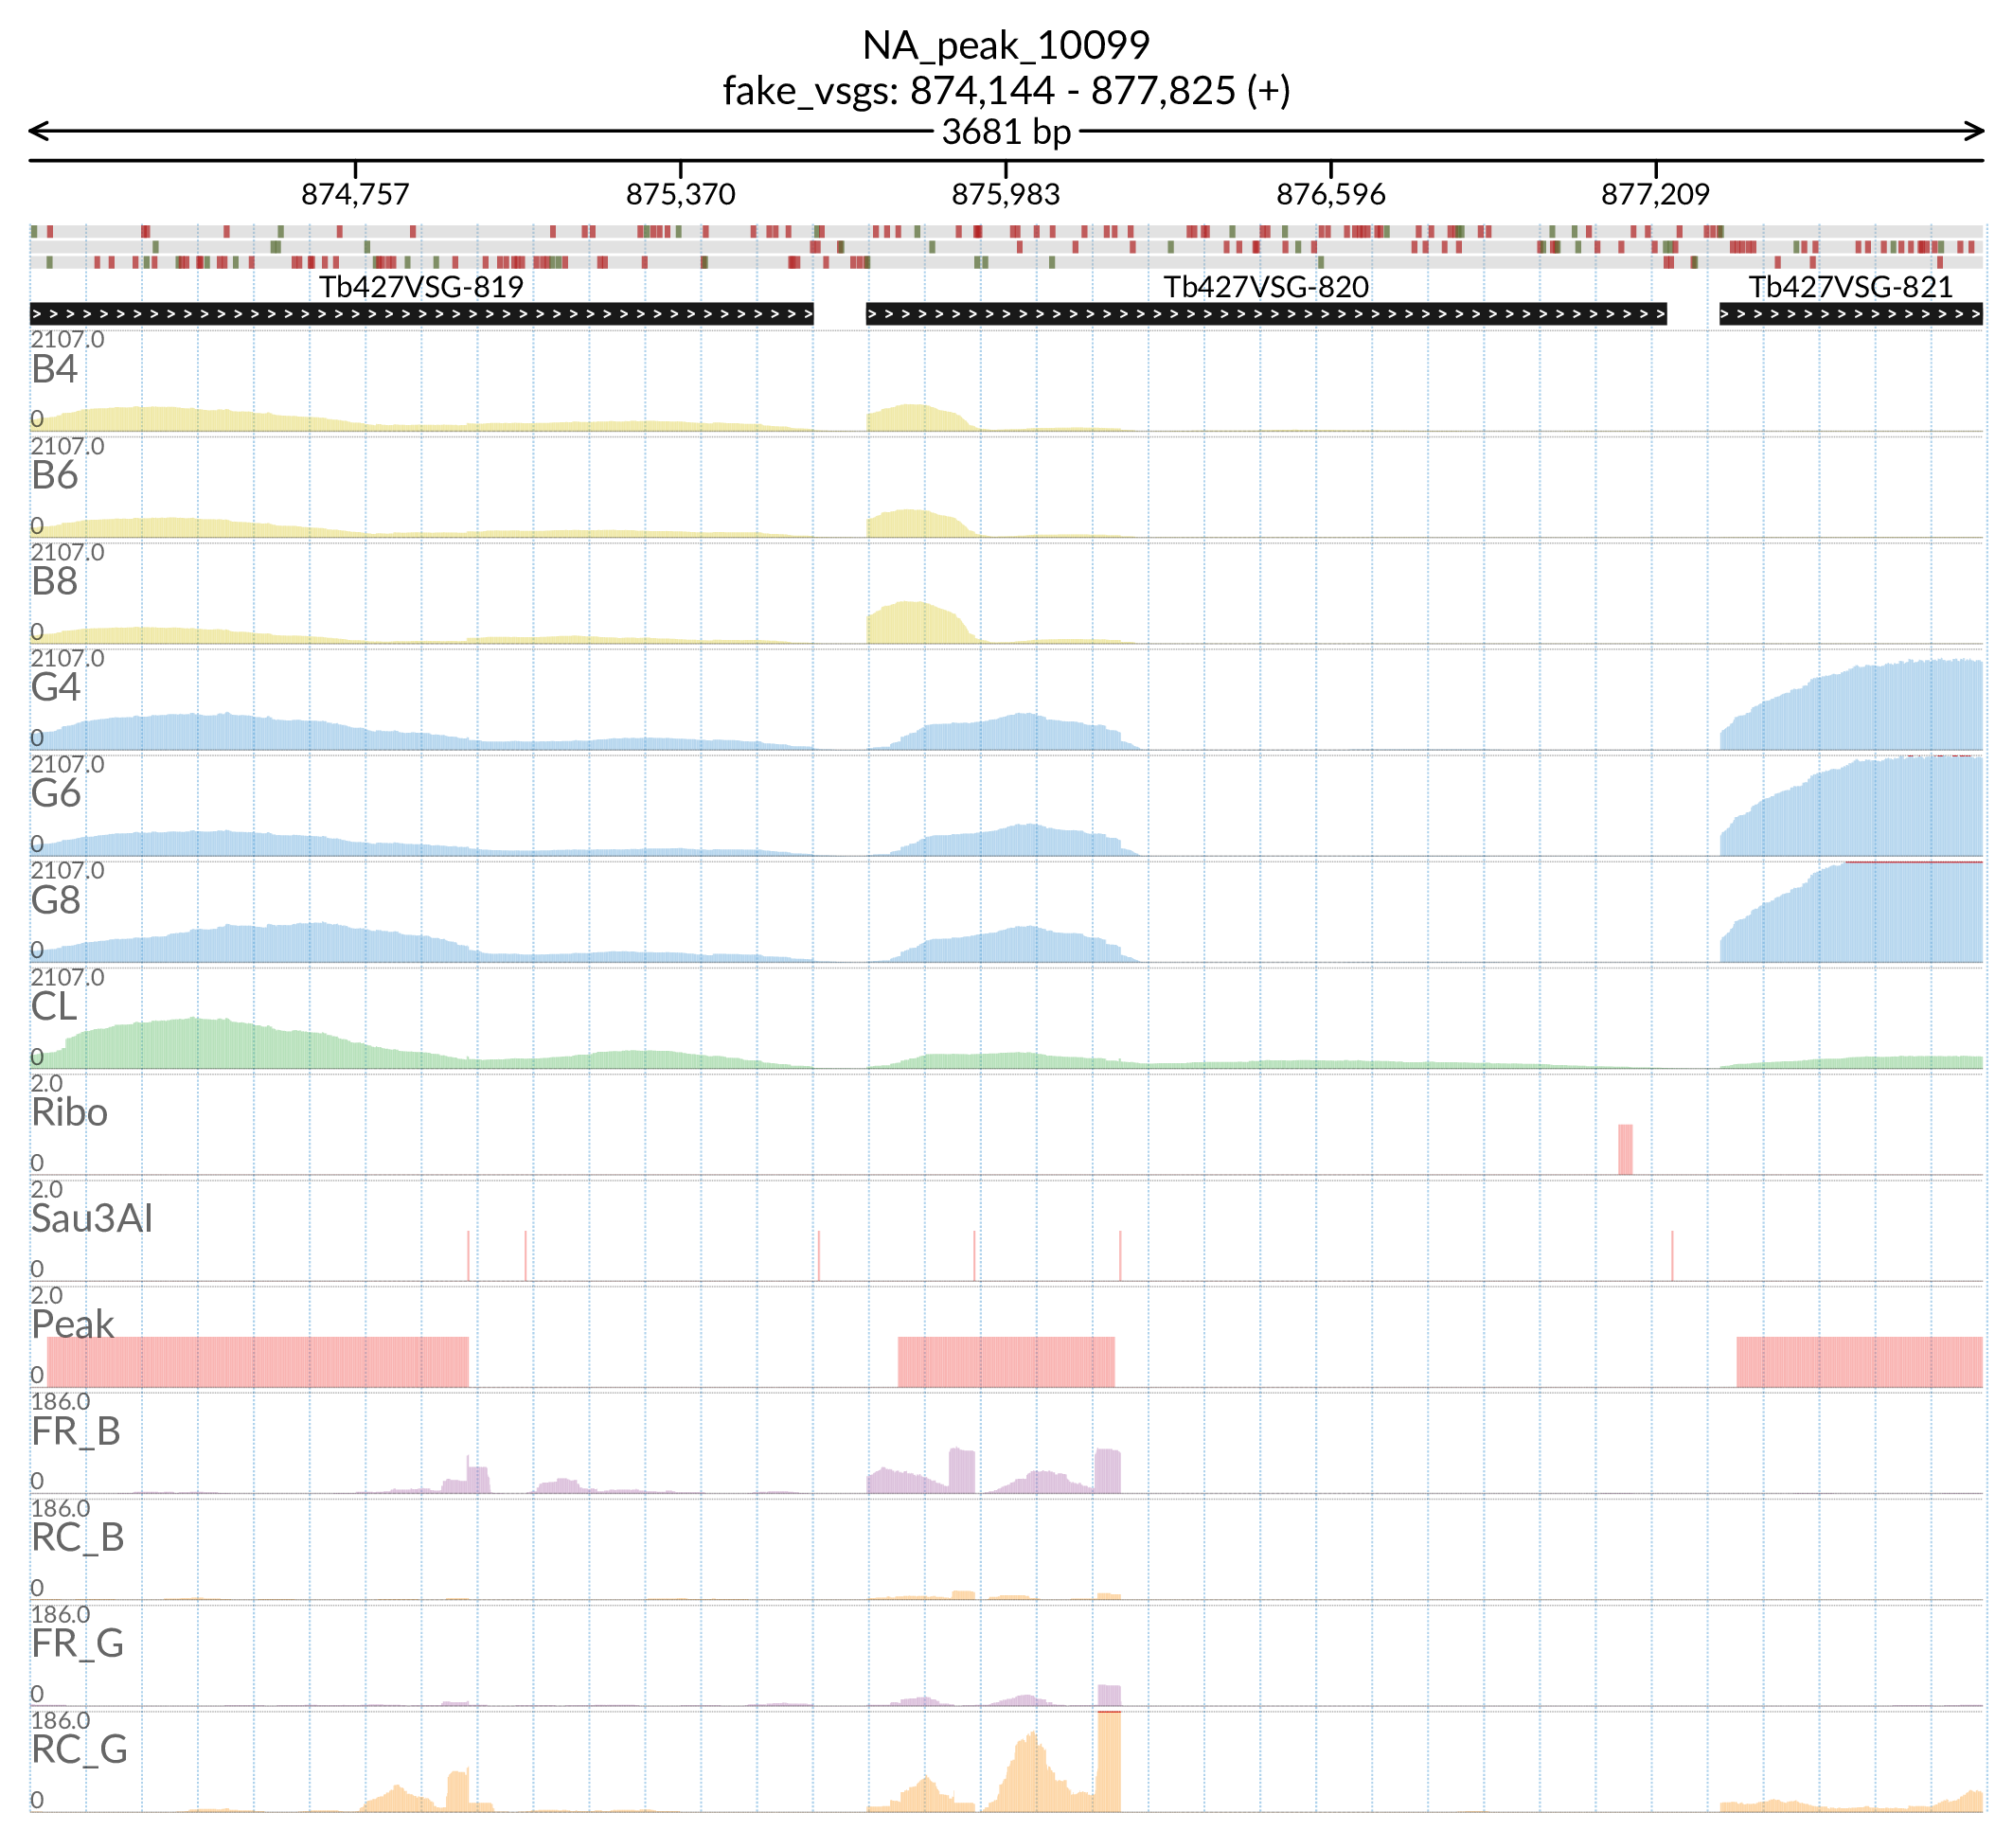 NA_peak_10099
fake_vsgs: 874,144 - 877,825 (+)
3681 bp
874,757 875,370 875,983 876,596 877,209
Tb427VSG-819 Tb427VSG-820 Tb427VSG-821
2107.0
B4
0
2107.0
B6
0
2107.0
B8
0
2107.0
G4
0
2107.0
G6
0
2107.0
G8
0
2107.0
CL
0
2.0
Ribo
0
2.0
Sau3AI
0
2.0
Peak
0
186.0
FR_B
0
186.0
RC_B
0
186.0
FR_G
0
186.0
RC_G
0